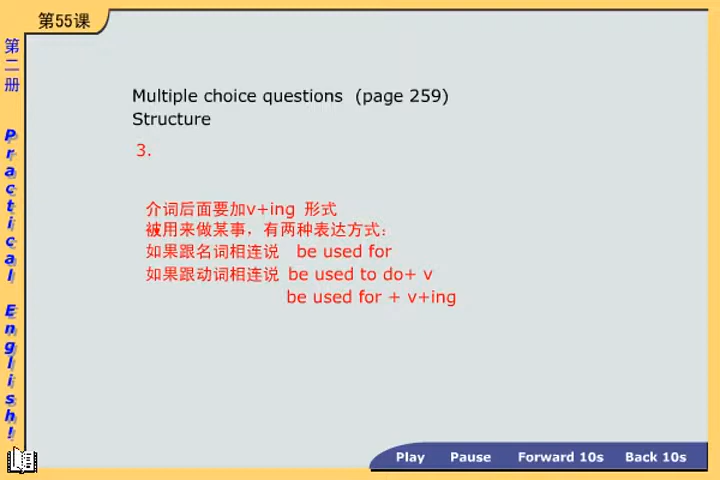 第55课
第二册 Practical English!
Multiple choice questions (page 259)
Structure
3.
介词后面要加v+ing 形式
被用来做某事，有两种表达方式：
如果跟名词相连说 be used for
如果跟动词相连说 be used to do+ v
be used for + v+ing
Play Pause Forward 10s Back 10s